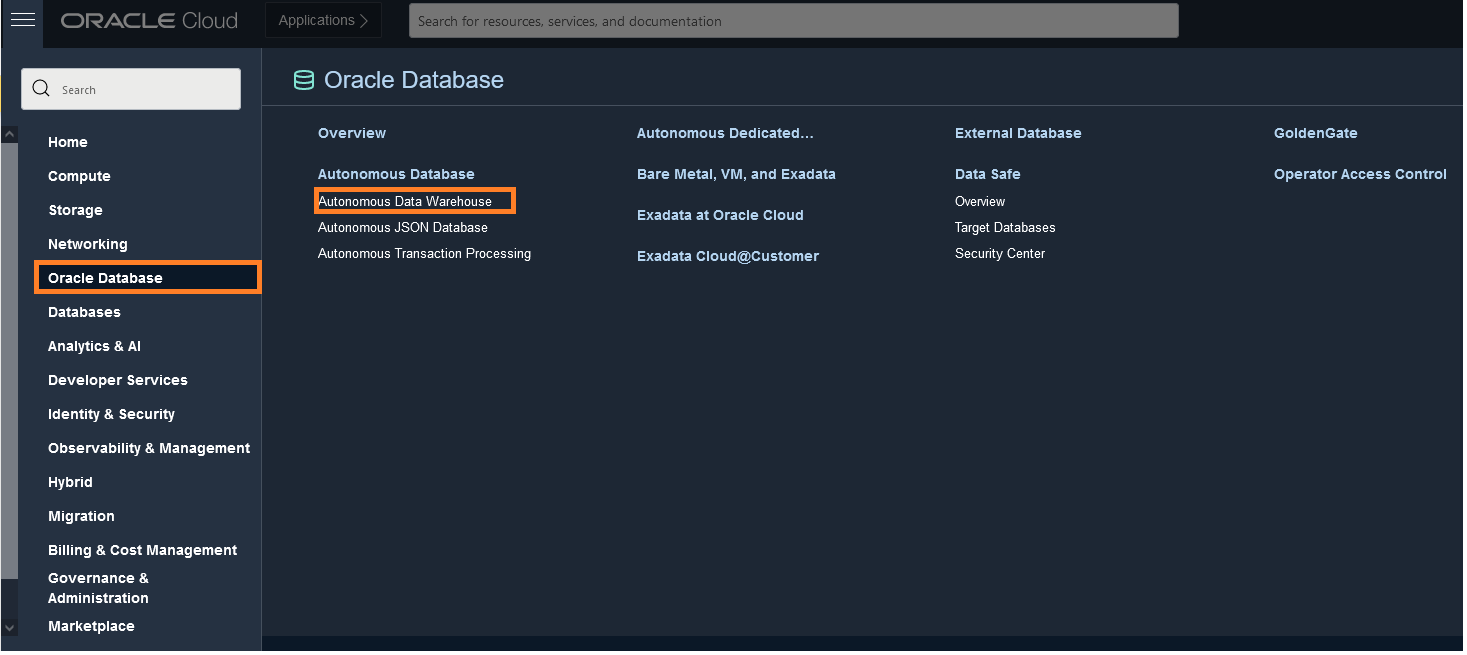 ORACLE Cloud
Applications
Search for resources, services, and documentation
Search
Home
Compute
Storage
Networking
Oracle Database
Databases
Analytics & AI
Developer Services
Identity & Security
Observability & Management
Hybrid
Migration
Billing & Cost Management
Governance &
Administration
Marketplace
Oracle Database
Overview
Autonomous Database
Autonomous Data Warehouse
Autonomous JSON Database
Autonomous Transaction Processing
Autonomous Dedicated...
Bare Metal, VM, and Exadata
Exadata at Oracle Cloud
Exadata Cloud@Customer
External Database
Data Safe
Overview
Target Databases
Security Center
GoldenGate
Operator Access Control